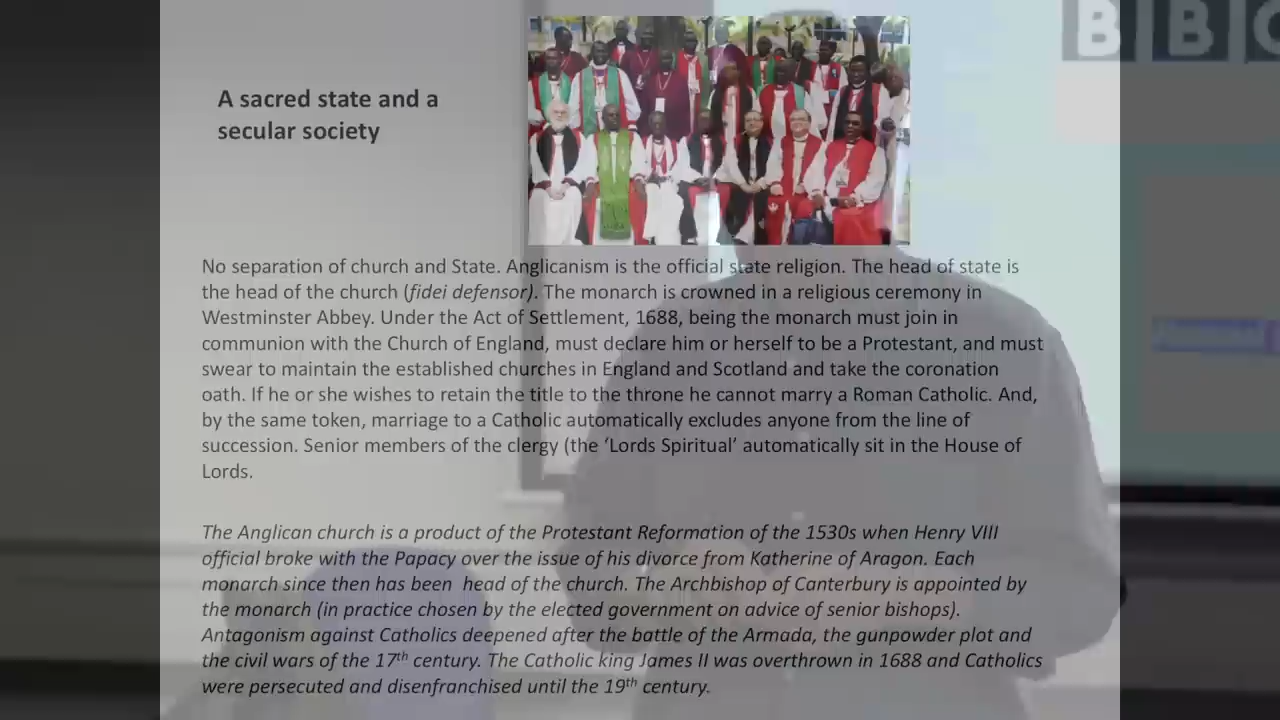 BBC
A sacred state and a
secular society
No separation of church and State. Anglicanism is the official state religion. The head of state is
the head of the church (fidei defensor). The monarch is crowned in a religious ceremony in
Westminster Abbey. Under the Act of Settlement, 1688, being the monarch must join in
communion with the Church of England, must declare him or herself to be a Protestant, and must
swear to maintain the established churches in England and Scotland and take the coronation
oath. If he or she wishes to retain the title to the throne he cannot marry a Roman Catholic. And,
by the same token, marriage to a Catholic automatically excludes anyone from the line of
succession. Senior members of the clergy (the ‘Lords Spiritual’ automatically sit in the House of
Lords.
The Anglican church is a product of the Protestant Reformation of the 1530s when Henry VIII
official broke with the Papacy over the issue of his divorce from Katherine of Aragon. Each
monarch since then has been  head of the church. The Archbishop of Canterbury is appointed by
the monarch (in practice chosen by the elected government on advice of senior bishops).
Antagonism against Catholics deepened after the battle of the Armada, the gunpowder plot and
the civil wars of the 17th century. The Catholic king James II was overthrown in 1688 and Catholics
were persecuted and disenfranchised until the 19th century.